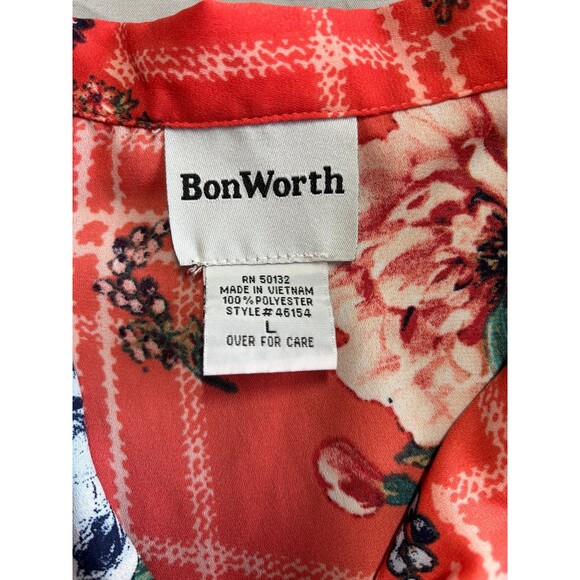 BonWorth
RN 50132
MADE IN VIETNAM
100% POLYESTER
STYLE# 46154
L
OVER FOR CARE